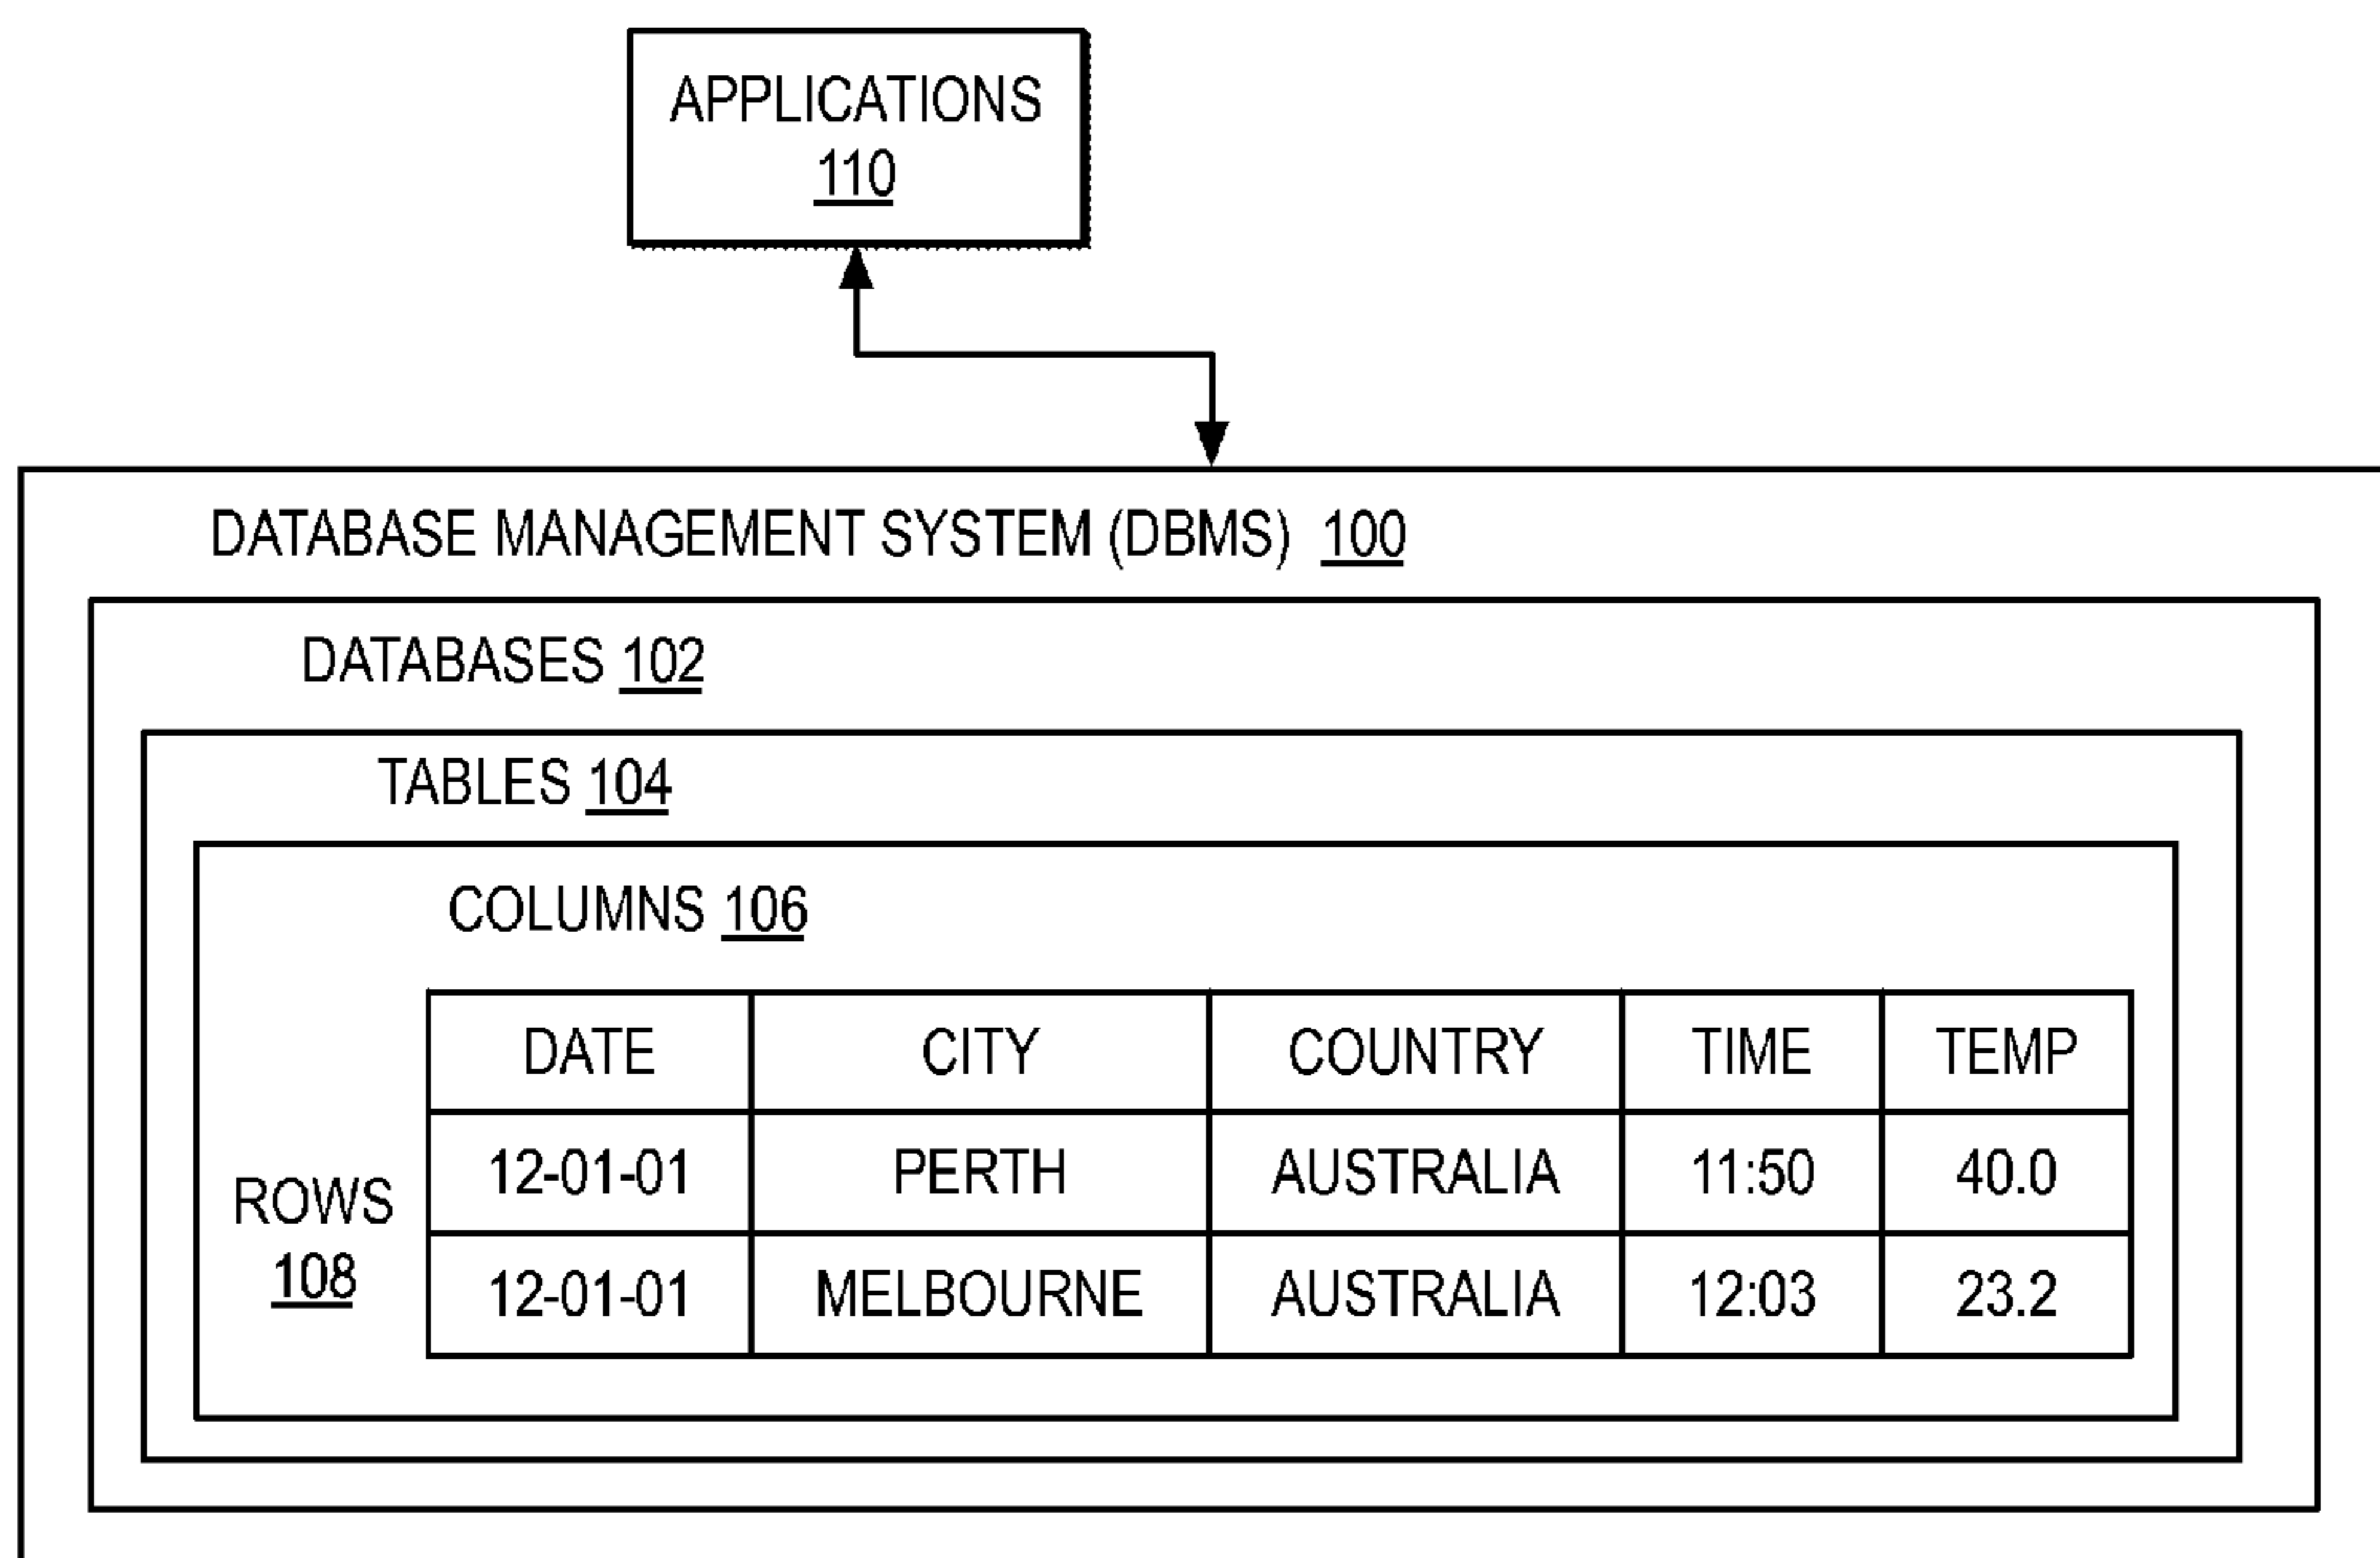 APPLICATIONS
110
DATABASE MANAGEMENT SYSTEM (DBMS) 100
DATABASES 102
TABLES 104
COLUMNS 106
DATE CITY COUNTRY TIME TEMP
12-01-01 PERTH AUSTRALIA 11:50 40.0
ROWS
108
12-01-01 MELBOURNE AUSTRALIA 12:03 23.2